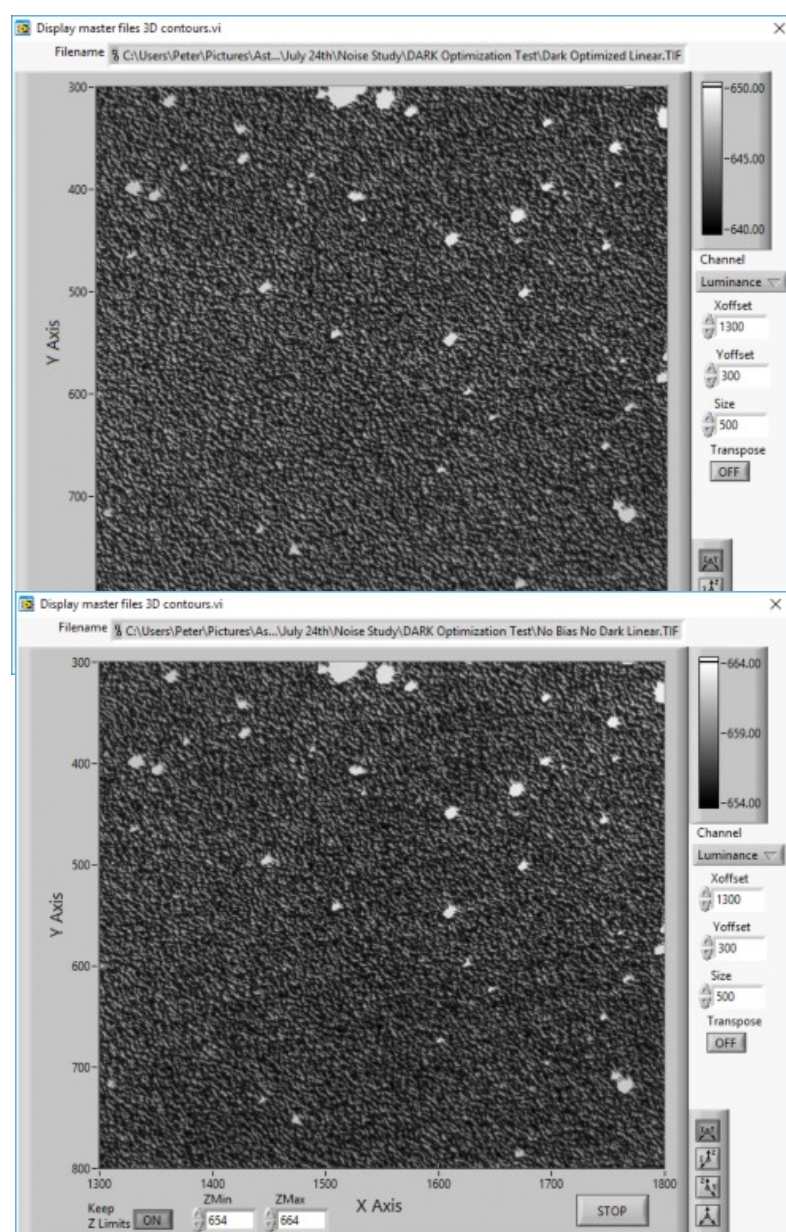 Display master files 3D contours.vi
Filename C:\Users\Peter\Pictures\Ast...\July 24th\Noise Study\DARK Optimization Test\Dark Optimized Linear.TIF
300
400
500
600
700
Y Axis
650.00
645.00
640.00
Channel
Luminance
Xoffset
1300
Yoffset
300
Size
500
Transpose
OFF
Display master files 3D contours.vi
Filename C:\Users\Peter\Pictures\As...\July 24th\Noise Study\DARK Optimization Test\No Bias No Dark Linear.TIF
300
400
500
600
700
800
Y Axis
664.00
659.00
654.00
Channel
Luminance
Xoffset
1300
Yoffset
300
Size
500
Transpose
OFF
1300 1400 1500 1600 1700 1800
X Axis
Keep
Z Limits ON
ZMin
654
ZMax
664
STOP